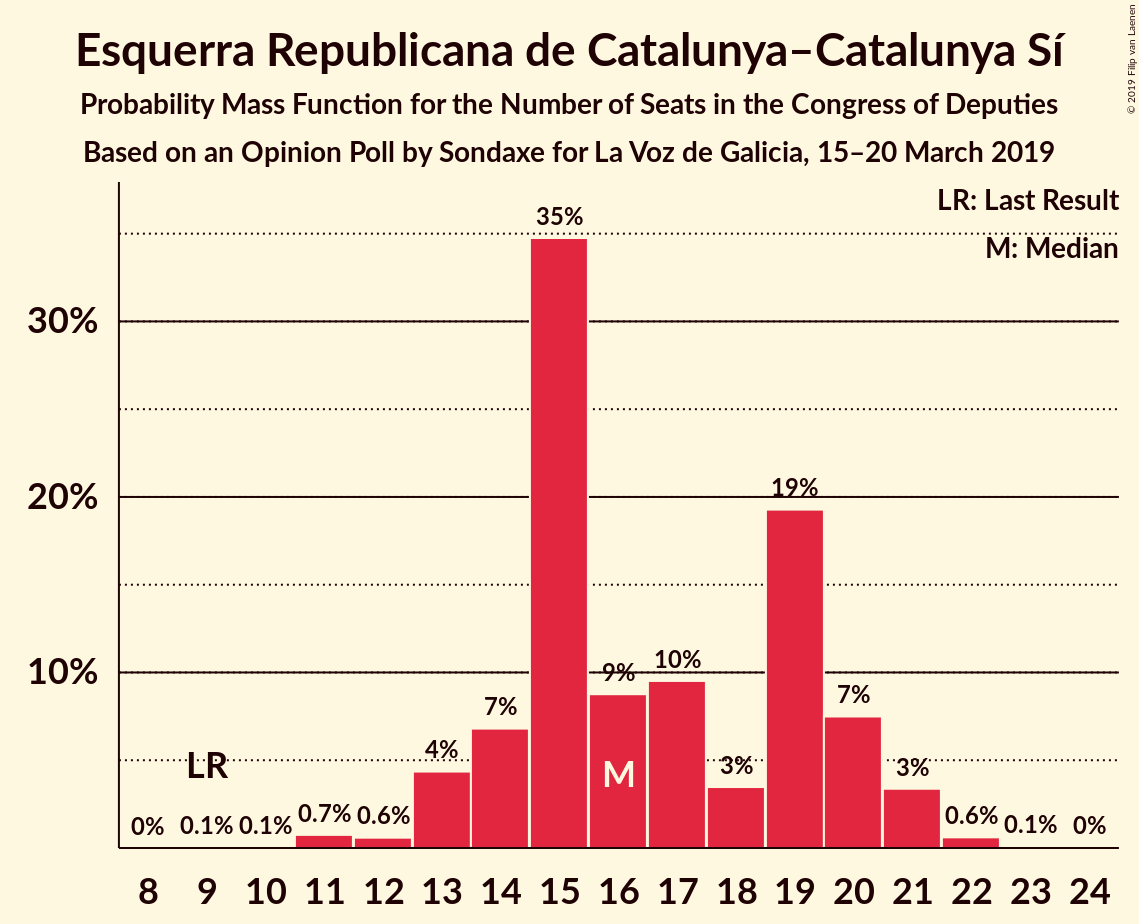 Esquerra Republicana de Catalunya–Catalunya Sí
Probability Mass Function for the Number of Seats in the Congress of Deputies
Based on an Opinion Poll by Sondaxe for La Voz de Galicia, 15–20 March 2019
© 2019 Filip van Laenen
LR: Last Result
M: Median
35%
30%
20%
19%
10%
9%
10%
7%
7%
4%
3%
3%
LR
M
0%
0.1%
0.1%
0.7%
0.6%
0.6%
0.1%
0%
8 9 10 11 12 13 14 15 16 17 18 19 20 21 22 23 24